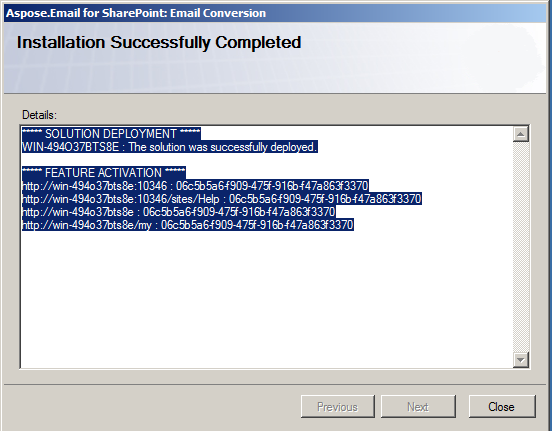 Aspose.Email for SharePoint: Email Conversion
Installation Successfully Completed
Details:
***** SOLUTION DEPLOYMENT *****
WIN-494O37BTS8E : The solution was successfully deployed.
***** FEATURE ACTIVATION *****
http://win-494o37bts8e:10346 : 06c5b5a6-f909-475f-916b-f47a863f3370
http://win-494o37bts8e:10346/sites/Help : 06c5b5a6-f909-475f-916b-f47a863f3370
http://win-494o37bts8e : 06c5b5a6-f909-475f-916b-f47a863f3370
http://win-494o37bts8e/my : 06c5b5a6-f909-475f-916b-f47a863f3370
Previous
Next
Close